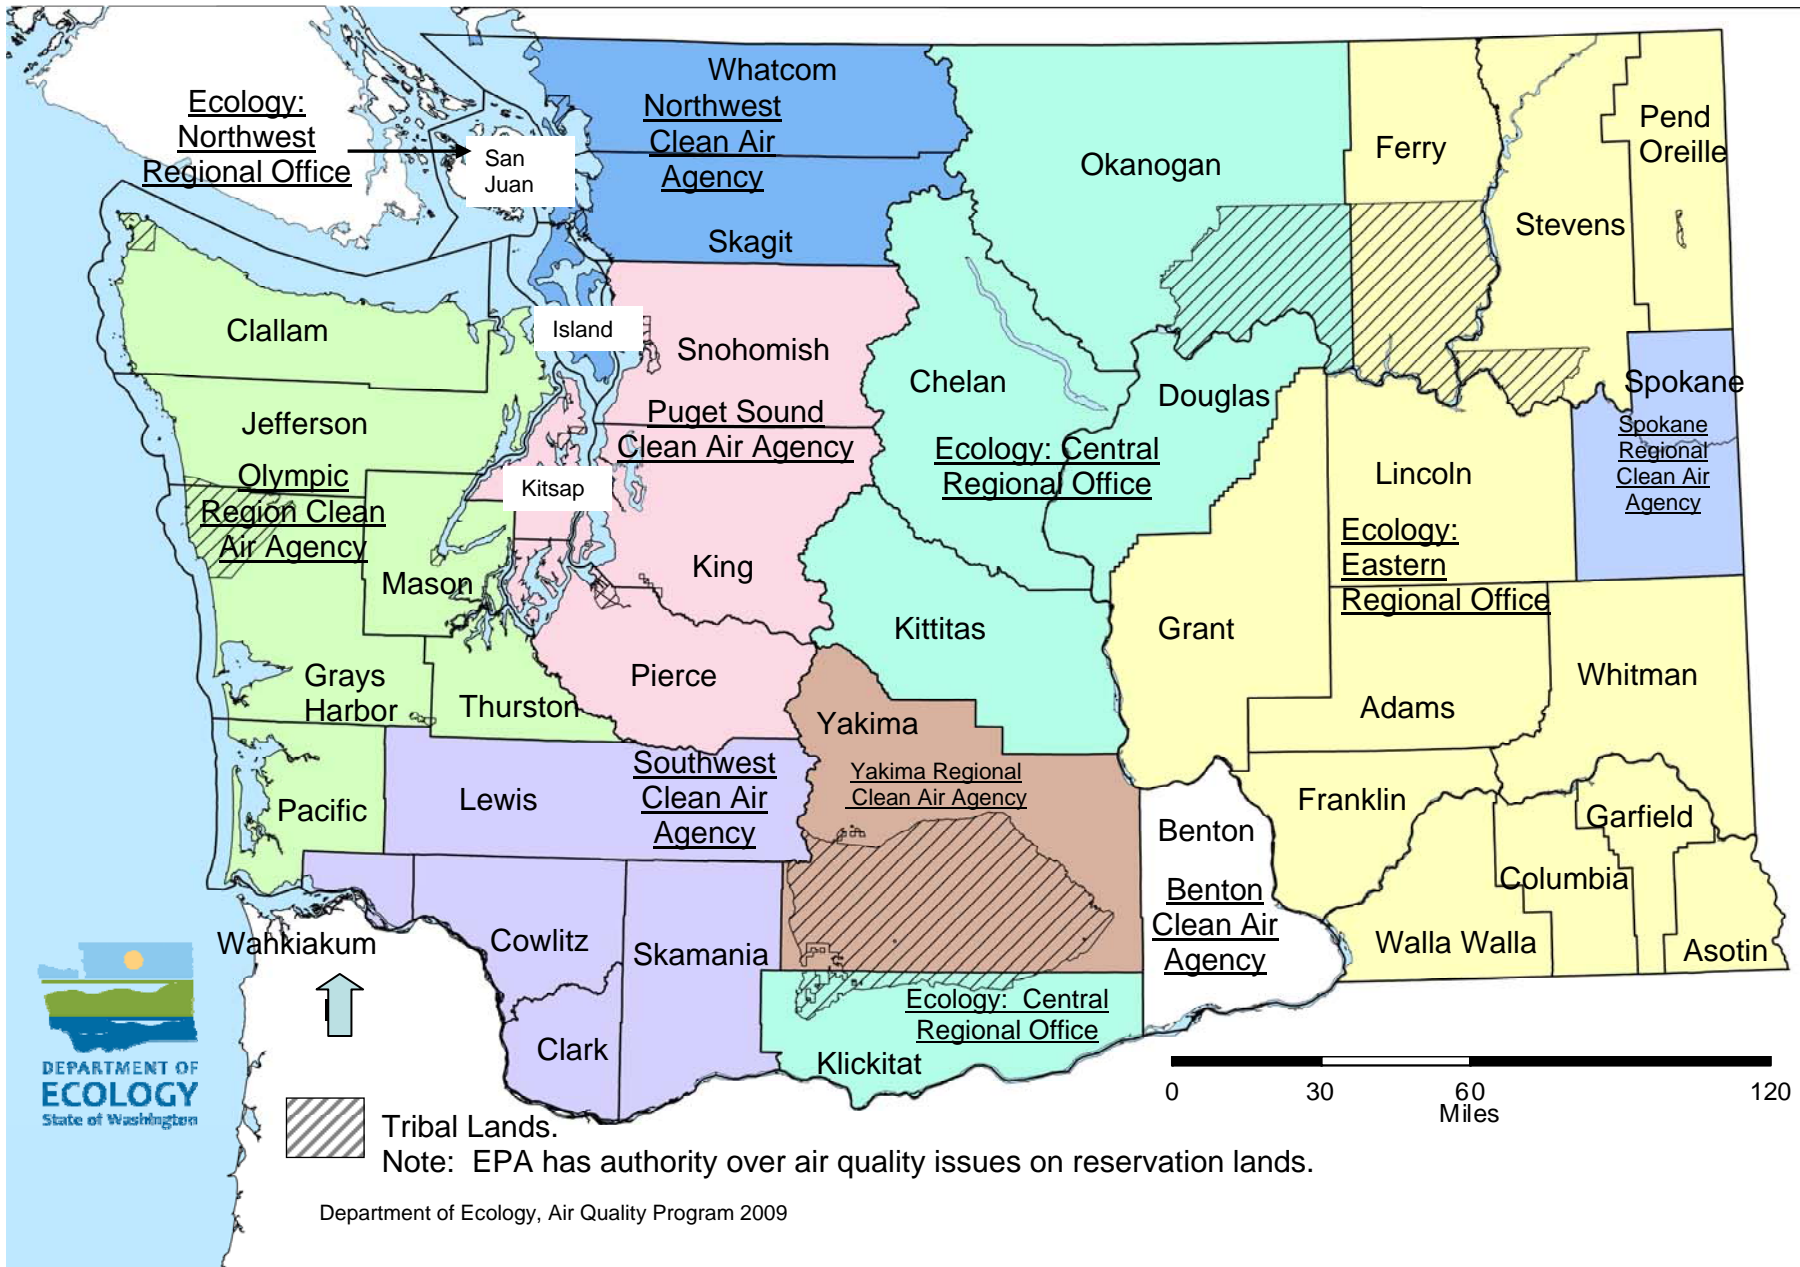 Whatcom
Northwest
Clean Air
Agency
Skagit
Ecology:
Northwest
Regional Office
San
Juan
Island
Okanogan
Ferry
Pend
Oreille
Stevens
Clallam
Jefferson
Olympic
Region Clean
Air Agency
Mason
Grays
Harbor
Thurston
Pacific
Snohomish
Puget Sound
Clean Air Agency
Kitsap
King
Pierce
Chelan
Douglas
Ecology: Central
Regional Office
Kittitas
Spokane
Spokane
Regional
Clean Air
Agency
Lincoln
Ecology:
Eastern
Regional Office
Grant
Adams
Whitman
Franklin
Garfield
Columbia
Walla Walla
Asotin
Yakima
Yakima Regional
Clean Air Agency
Benton
Benton
Clean Air
Agency
Lewis
Southwest
Clean Air
Agency
Wahkiakum
Cowlitz
Skamania
Clark
Ecology: Central
Regional Office
Klickitat
0 30 60 120
Miles
DEPARTMENT OF
ECOLOGY
State of Washington
Tribal Lands.
Note: EPA has authority over air quality issues on reservation lands.
Department of Ecology, Air Quality Program 2009